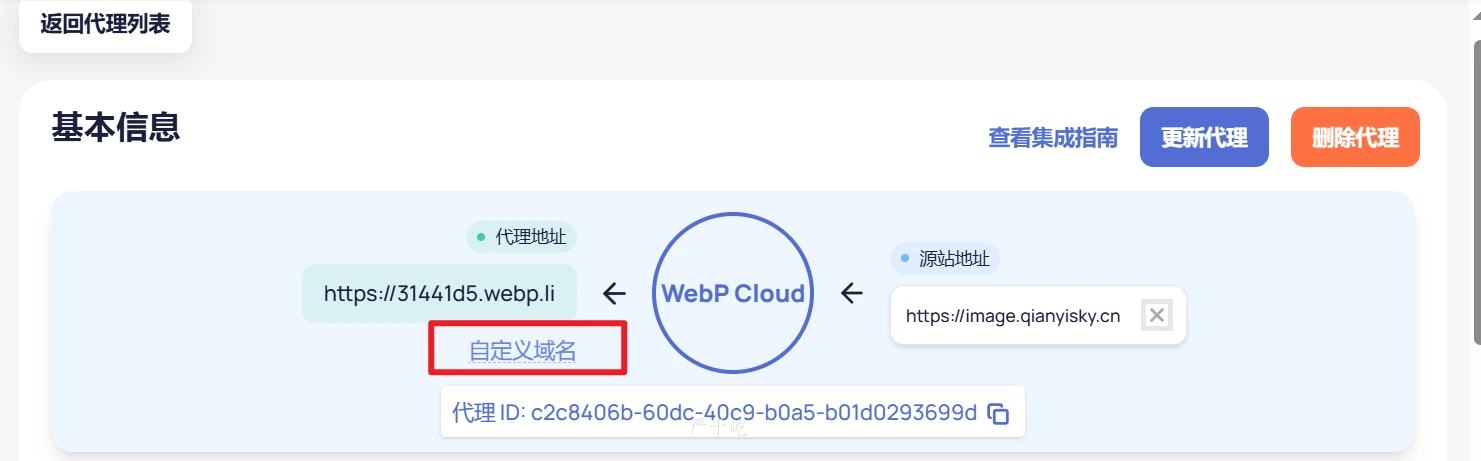 返回代理列表
基本信息
查看集成指南
更新代理
删除代理
代理地址
https://31441d5.webp.li
自定义域名
WebP Cloud
源站地址
https://image.qianyisky.cn
代理 ID: c2c8406b-60dc-40c9-b0a5-b01d0293699d
严千屹